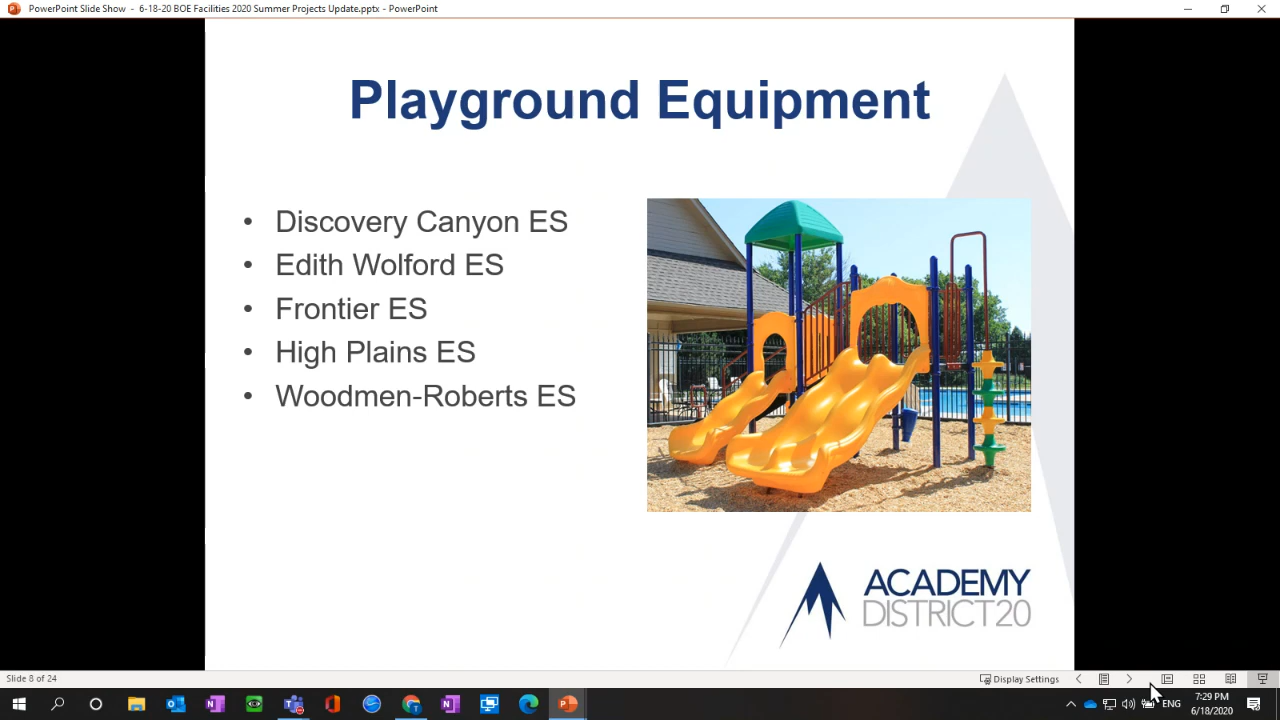 PowerPoint Slide Show - 6-18-20 BOE Facilities 2020 Summer Projects Update.pptx - PowerPoint
Playground Equipment
• Discovery Canyon ES
• Edith Wolford ES
• Frontier ES
• High Plains ES
• Woodmen-Roberts ES
ACADEMY
DISTRICT20
Slide 8 of 24
Display Settings
7:29 PM
ENG
6/18/2020